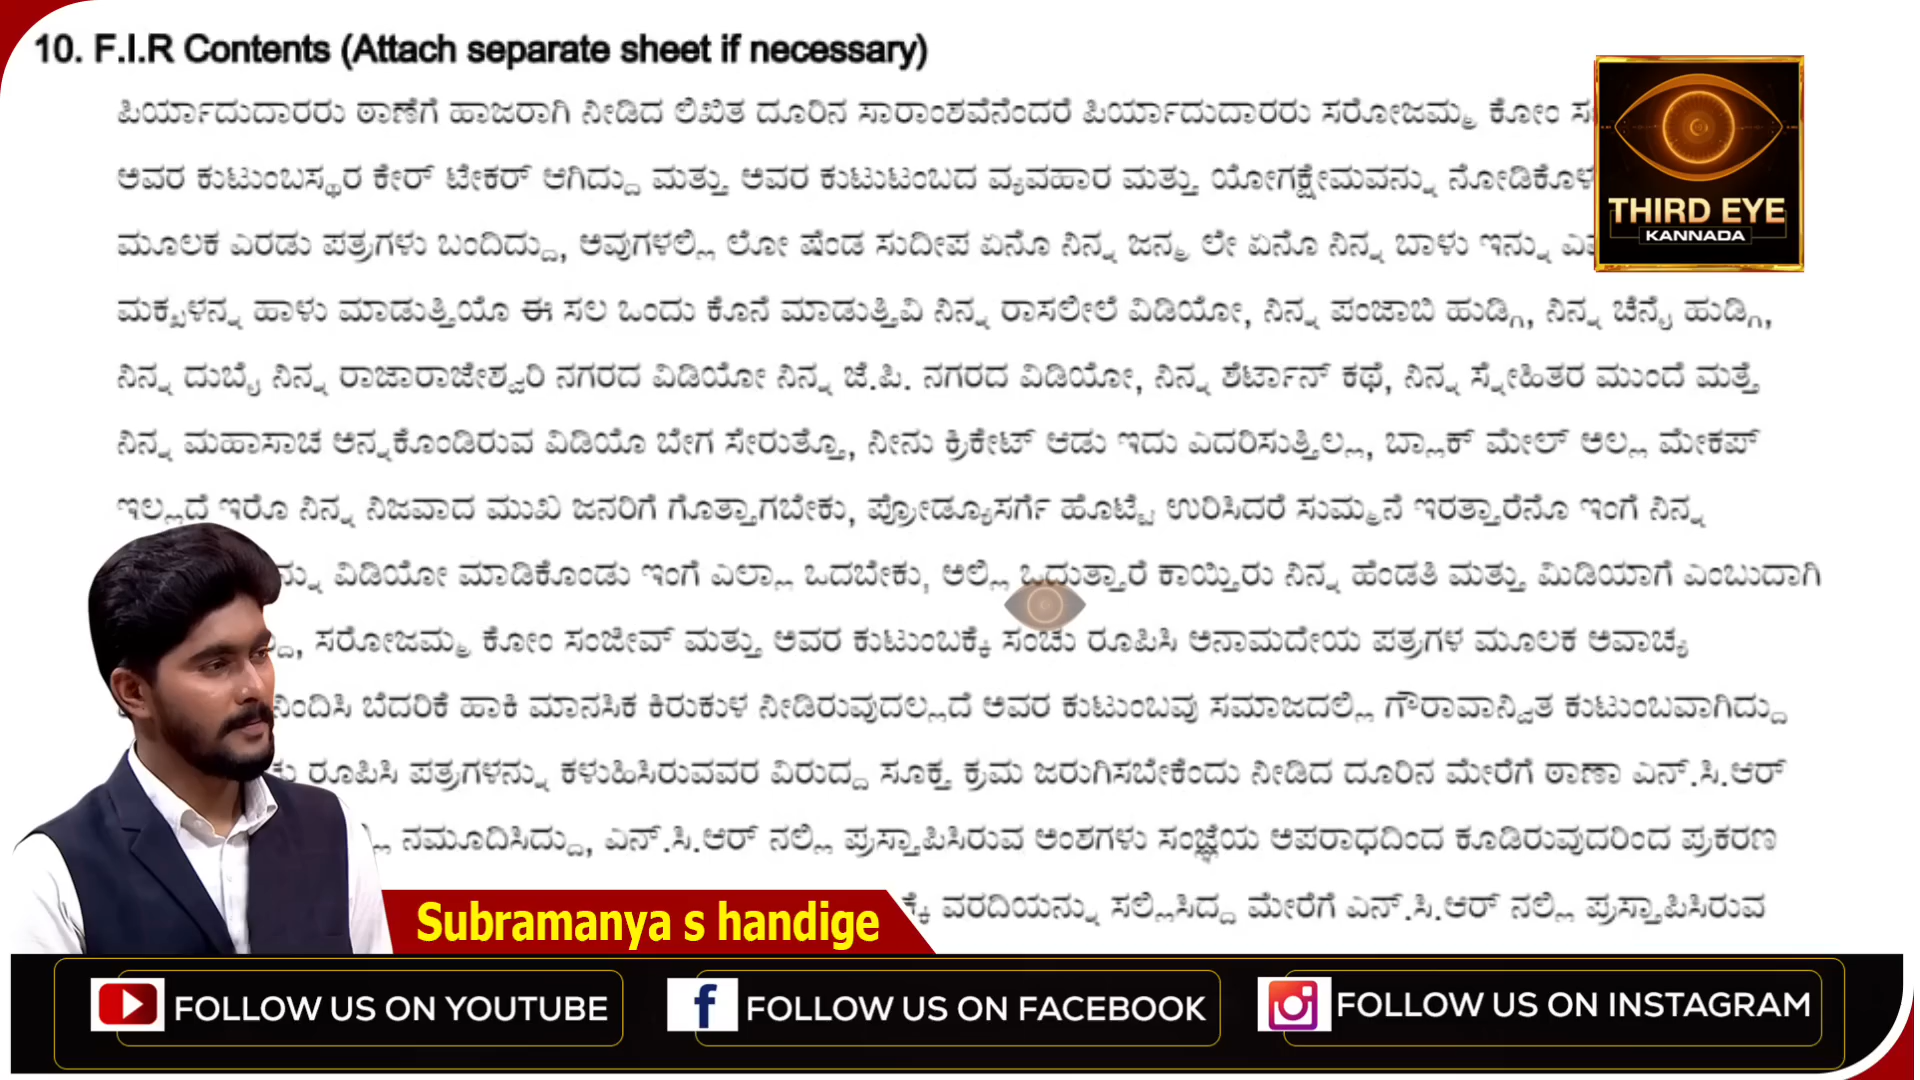 10. F.I.R Contents (Attach separate sheet if necessary)
ಪಿರ್ಯಾದುದಾರರು ಠಾಣೆಗೆ ಹಾಜರಾಗಿ ನೀಡಿದ ಲಿಖಿತ ದೂರಿನ ಸಾರಾಂಶವೆನೆಂದರೆ ಪಿರ್ಯಾದುದಾರರು ಸರೋಜಮ್ಮ ಕೋಂ
ಅವರ ಕುಟುಂಬಸ್ಥರ ಕೇರ್ ಟೇಕರ್ ಆಗಿದ್ದು ಮತ್ತು ಅವರ ಕುಟುಟಂಬದ ವ್ಯವಹಾರ ಮತ್ತು ಯೋಗಕ್ಷೇಮವನ್ನು ನೋಡಿಕೊಳ
ಮೂಲಕ ಎರಡು ಪತ್ರಗಳು ಬಂದಿದ್ದು, ಅವುಗಳಲ್ಲಿ ಲೋ ಷೆಂಡ ಸುದೀಪ ಏನೊ ನಿನ್ನ ಜನ್ಮ ಲೇ ಏನೊ ನಿನ್ನ ಬಾಳು ಇನ್ನು
ಮಕ್ಕಳನ್ನ ಹಾಳು ಮಾಡುತ್ತಿಯೊ ಈ ಸಲ ಒಂದು ಕೊನೆ ಮಾಡುತ್ತಿವಿ ನಿನ್ನ ರಾಸಲೀಲೆ ವಿಡಿಯೋ, ನಿನ್ನ ಪಂಜಾಬಿ ಹುಡ್ಗಿ, ನಿನ್ನ ಚೆನೈ ಹುಡ್ಗಿ,
ನಿನ್ನ ದುಬೈ ನಿನ್ನ ರಾಜಾರಾಜೇಶ್ವರಿ ನಗರದ ವಿಡಿಯೋ ನಿನ್ನ ಜೆ.ಪಿ. ನಗರದ ವಿಡಿಯೋ, ನಿನ್ನ ಶೆರ್ಟಾನ್ ಕಥೆ, ನಿನ್ನ ಸ್ನೇಹಿತರ ಮುಂದೆ ಮತ್ತೆ
ನಿನ್ನ ಮಹಾಸಾಚ ಅನ್ನಕೊಂಡಿರುವ ವಿಡಿಯೊ ಬೇಗ ಸೇರುತ್ತೊ, ನೀನು ಕ್ರಿಕೇಟ್ ಆಡು ಇದು ಎದರಿಸುತ್ತಿಲ್ಲ, ಬ್ಲಾಕ್ ಮೇಲ್ ಅಲ್ಲ ಮೇಕಪ್
ಇಲ್ಲದೆ ಇರೊ ನಿನ್ನ ನಿಜವಾದ ಮುಖ ಜನರಿಗೆ ಗೊತ್ತಾಗಬೇಕು, ಪ್ರೋಡ್ಯೂಸರ್ಗೆ ಹೊಟ್ಟೆ ಉರಿಸಿದರೆ ಸುಮ್ಮನೆ ಇರತ್ತಾರೆನೊ ಇಂಗೆ ನಿನ್ನ
ನ್ನು ವಿಡಿಯೋ ಮಾಡಿಕೊಂಡು ಇಂಗೆ ಎಲ್ಲಾ ಒದಬೇಕು, ಅಲ್ಲಿ ಒದುತ್ತಾರೆ ಕಾಯ್ತಿರು ನಿನ್ನ ಹೆಂಡತಿ ಮತ್ತು ಮಿಡಿಯಾಗೆ ಎಂಬುದಾಗಿ
ಸರೋಜಮ್ಮ ಕೋಂ ಸಂಜೀವ್ ಮತ್ತು ಅವರ ಕುಟುಂಬಕ್ಕೆ ಸಂಚು ರೂಪಿಸಿ ಅನಾಮದೇಯ ಪತ್ರಗಳ ಮೂಲಕ ಅವಾಚ್ಯ
ನಿಂದಿಸಿ ಬೆದರಿಕೆ ಹಾಕಿ ಮಾನಸಿಕ ಕಿರುಕುಳ ನೀಡಿರುವುದಲ್ಲದೆ ಅವರ ಕುಟುಂಬವು ಸಮಾಜದಲ್ಲಿ ಗೌರಾವಾನ್ವಿತ ಕುಟುಂಬವಾಗಿದ್ದು
ರೂಪಿಸಿ ಪತ್ರಗಳನ್ನು ಕಳುಹಿಸಿರುವವರ ವಿರುದ್ದ ಸೂಕ್ತ ಕ್ರಮ ಜರುಗಿಸಬೇಕೆಂದು ನೀಡಿದ ದೂರಿನ ಮೇರೆಗೆ ಠಾಣಾ ಎನ್.ಸಿ.ಆರ್
ನಮೂದಿಸಿದ್ದು, ಎನ್.ಸಿ.ಆರ್ ನಲ್ಲಿ ಪ್ರಸ್ತಾಪಿಸಿರುವ ಅಂಶಗಳು ಸಂಜ್ಞೆಯ ಅಪರಾಧದಿಂದ ಕೂಡಿರುವುದರಿಂದ ಪ್ರಕರಣ
ಕ್ಕೆ ವರದಿಯನ್ನು ಸಲ್ಲಿಸಿದ್ದ ಮೇರೆಗೆ ಎನ್.ಸಿ.ಆರ್ ನಲ್ಲಿ ಪ್ರಸ್ತಾಪಿಸಿರುವ
THIRD EYE
KANNADA
Subramanya s handige
FOLLOW US ON YOUTUBE
FOLLOW US ON FACEBOOK
FOLLOW US ON INSTAGRAM